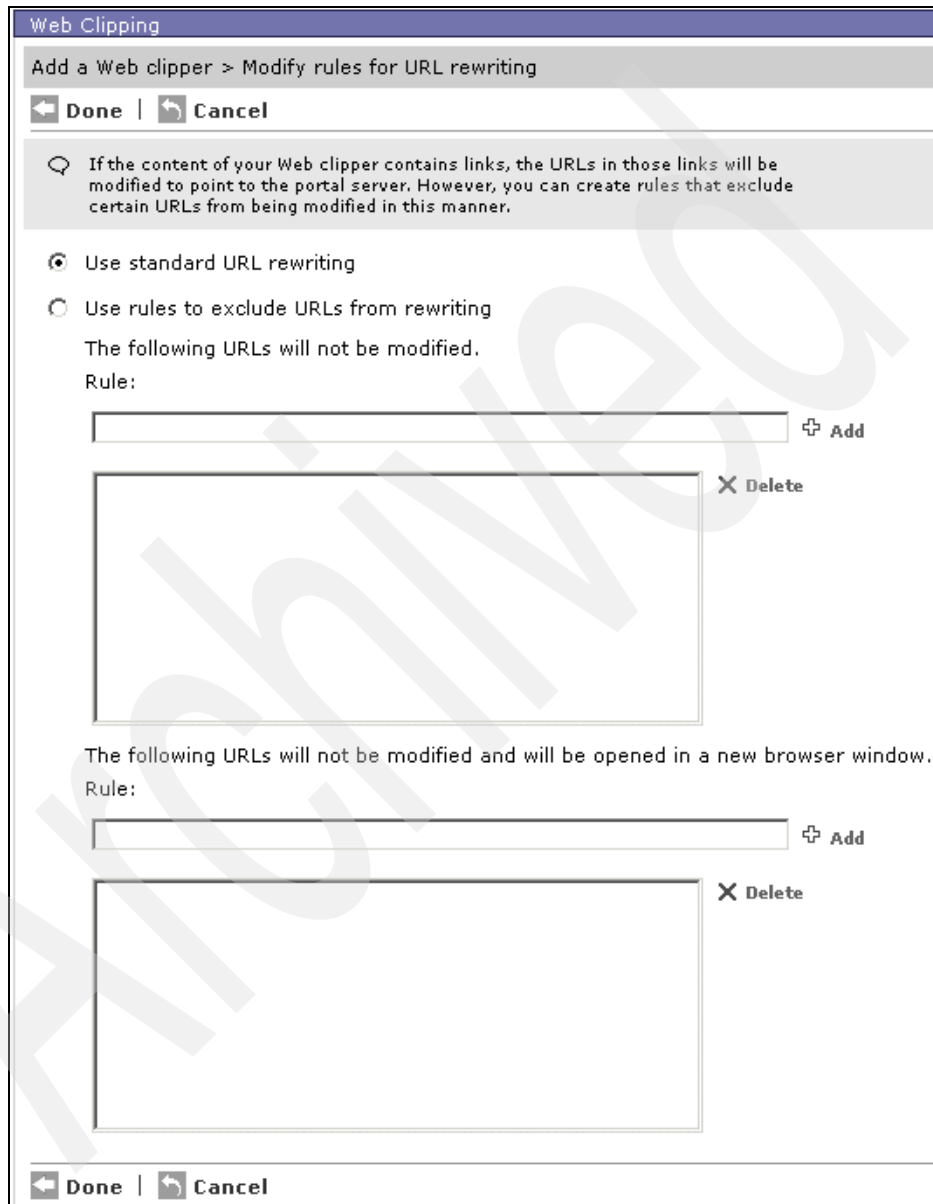 Web Clipping
Add a Web clipper > Modify rules for URL rewriting
Done | Cancel
If the content of your Web clipper contains links, the URLs in those links will be
modified to point to the portal server. However, you can create rules that exclude
certain URLs from being modified in this manner.
Use standard URL rewriting
Use rules to exclude URLs from rewriting
The following URLs will not be modified.
Rule:
Add
Delete
The following URLs will not be modified and will be opened in a new browser window.
Rule:
Add
Delete
Done | Cancel
Archived